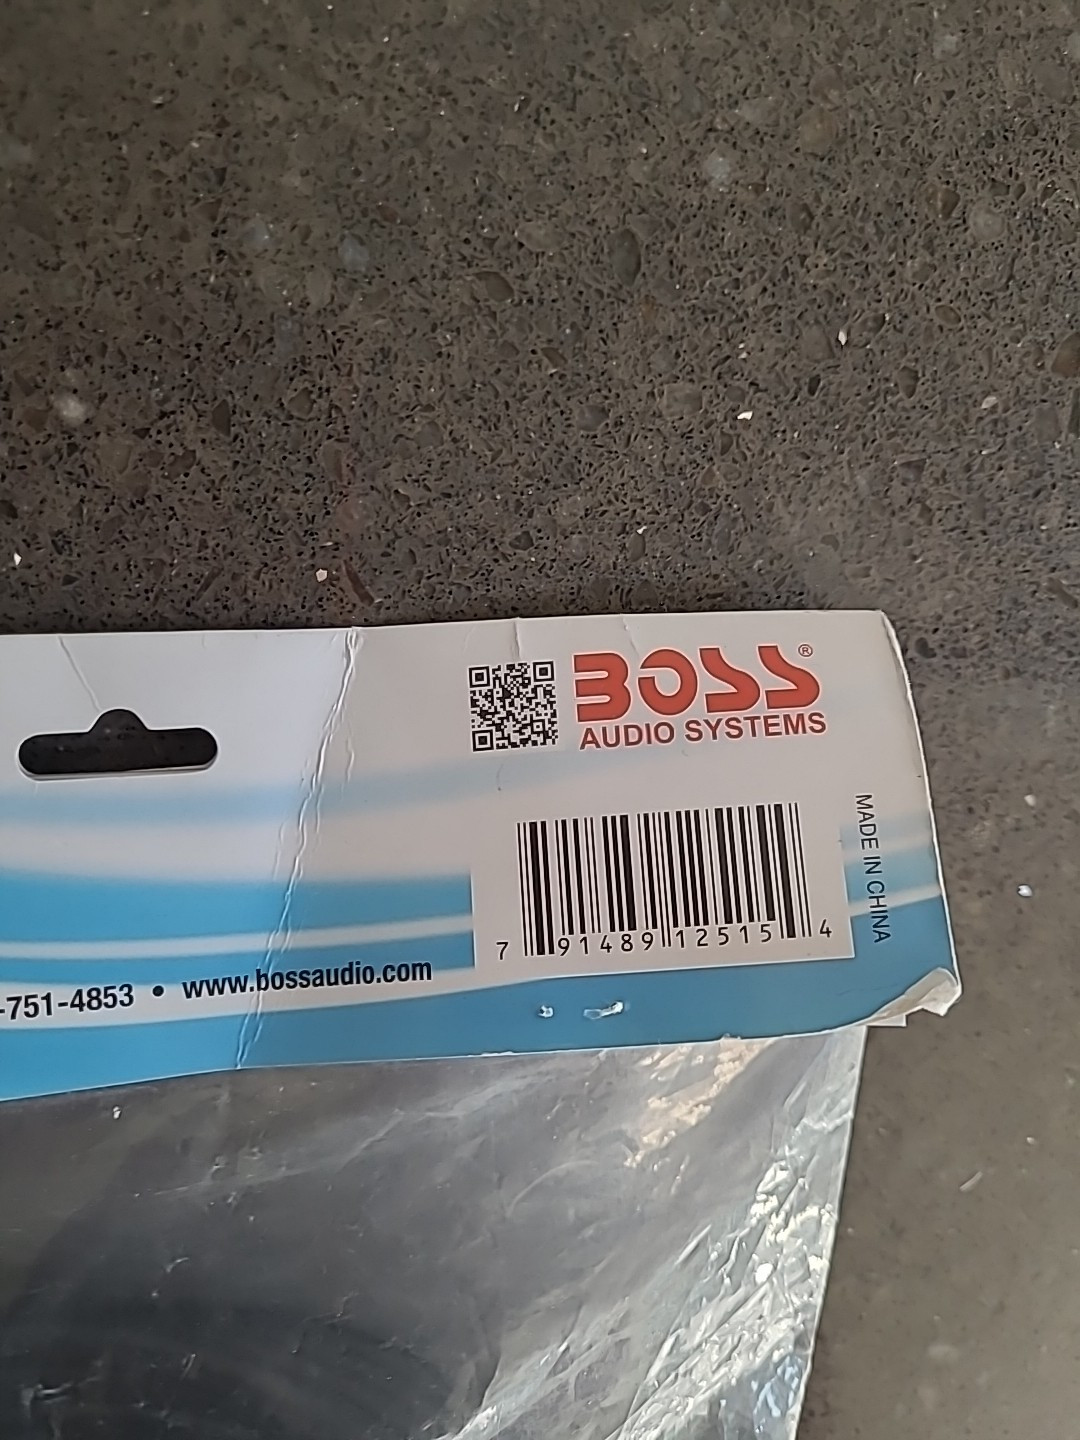 BOSS®
AUDIO SYSTEMS
MADE IN CHINA
7 91489 12515 4
-751-4853 • www.bossaudio.com